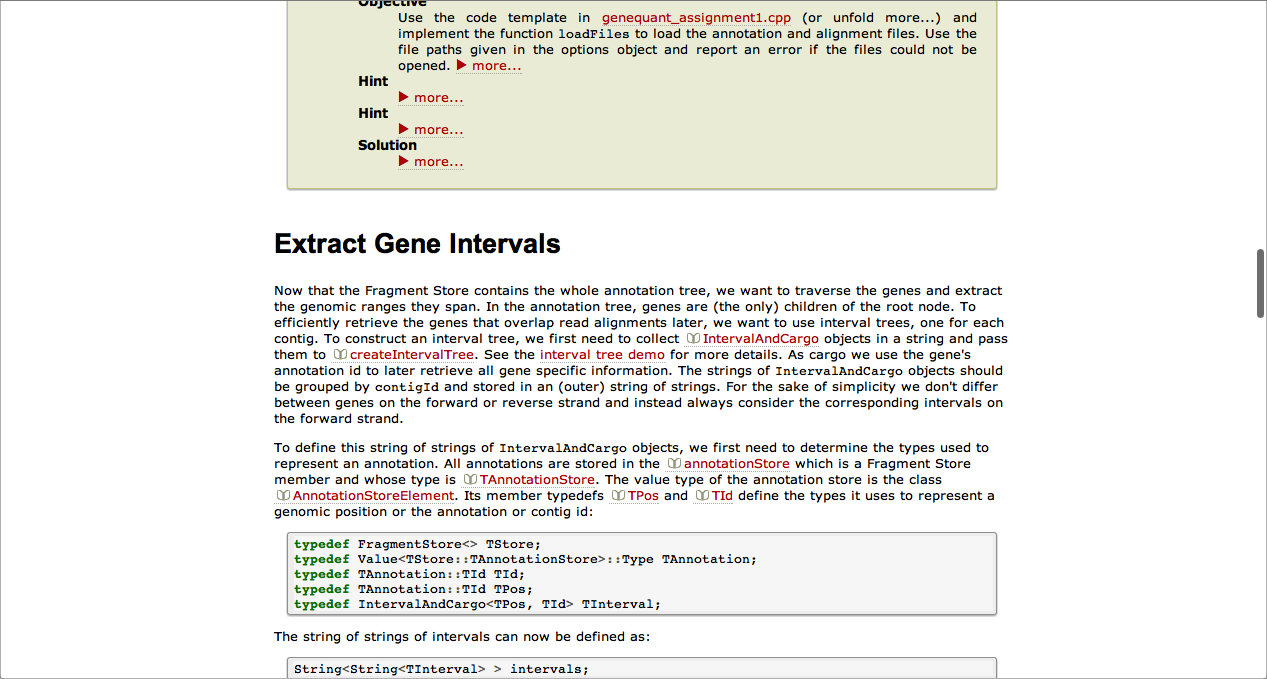 Objective
Use the code template in genequant_assignment1.cpp (or unfold more...) and
implement the function loadFiles to load the annotation and alignment files. Use the
file paths given in the options object and report an error if the files could not be
opened. ▶ more...
Hint
▶ more...
Hint
▶ more...
Solution
▶ more...
Extract Gene Intervals
Now that the Fragment Store contains the whole annotation tree, we want to traverse the genes and extract
the genomic ranges they span. In the annotation tree, genes are (the only) children of the root node. To
efficiently retrieve the genes that overlap read alignments later, we want to use interval trees, one for each
contig. To construct an interval tree, we first need to collect IntervalAndCargo objects in a string and pass
them to createIntervalTree. See the interval tree demo for more details. As cargo we use the gene's
annotation id to later retrieve all gene specific information. The strings of IntervalAndCargo objects should
be grouped by contigId and stored in an (outer) string of strings. For the sake of simplicity we don't differ
between genes on the forward or reverse strand and instead always consider the corresponding intervals on
the forward strand.
To define this string of strings of IntervalAndCargo objects, we first need to determine the types used to
represent an annotation. All annotations are stored in the annotationStore which is a Fragment Store
member and whose type is TAnnotationStore. The value type of the annotation store is the class
AnnotationStoreElement. Its member typedefs TPos and TId define the types it uses to represent a
genomic position or the annotation or contig id:
typedef FragmentStore<> TStore;
typedef Value<TStore::TAnnotationStore>::Type TAnnotation;
typedef TAnnotation::TId TId;
typedef TAnnotation::TId TPos;
typedef IntervalAndCargo<TPos, TId> TInterval;
The string of strings of intervals can now be defined as:
String<String<TInterval> > intervals;